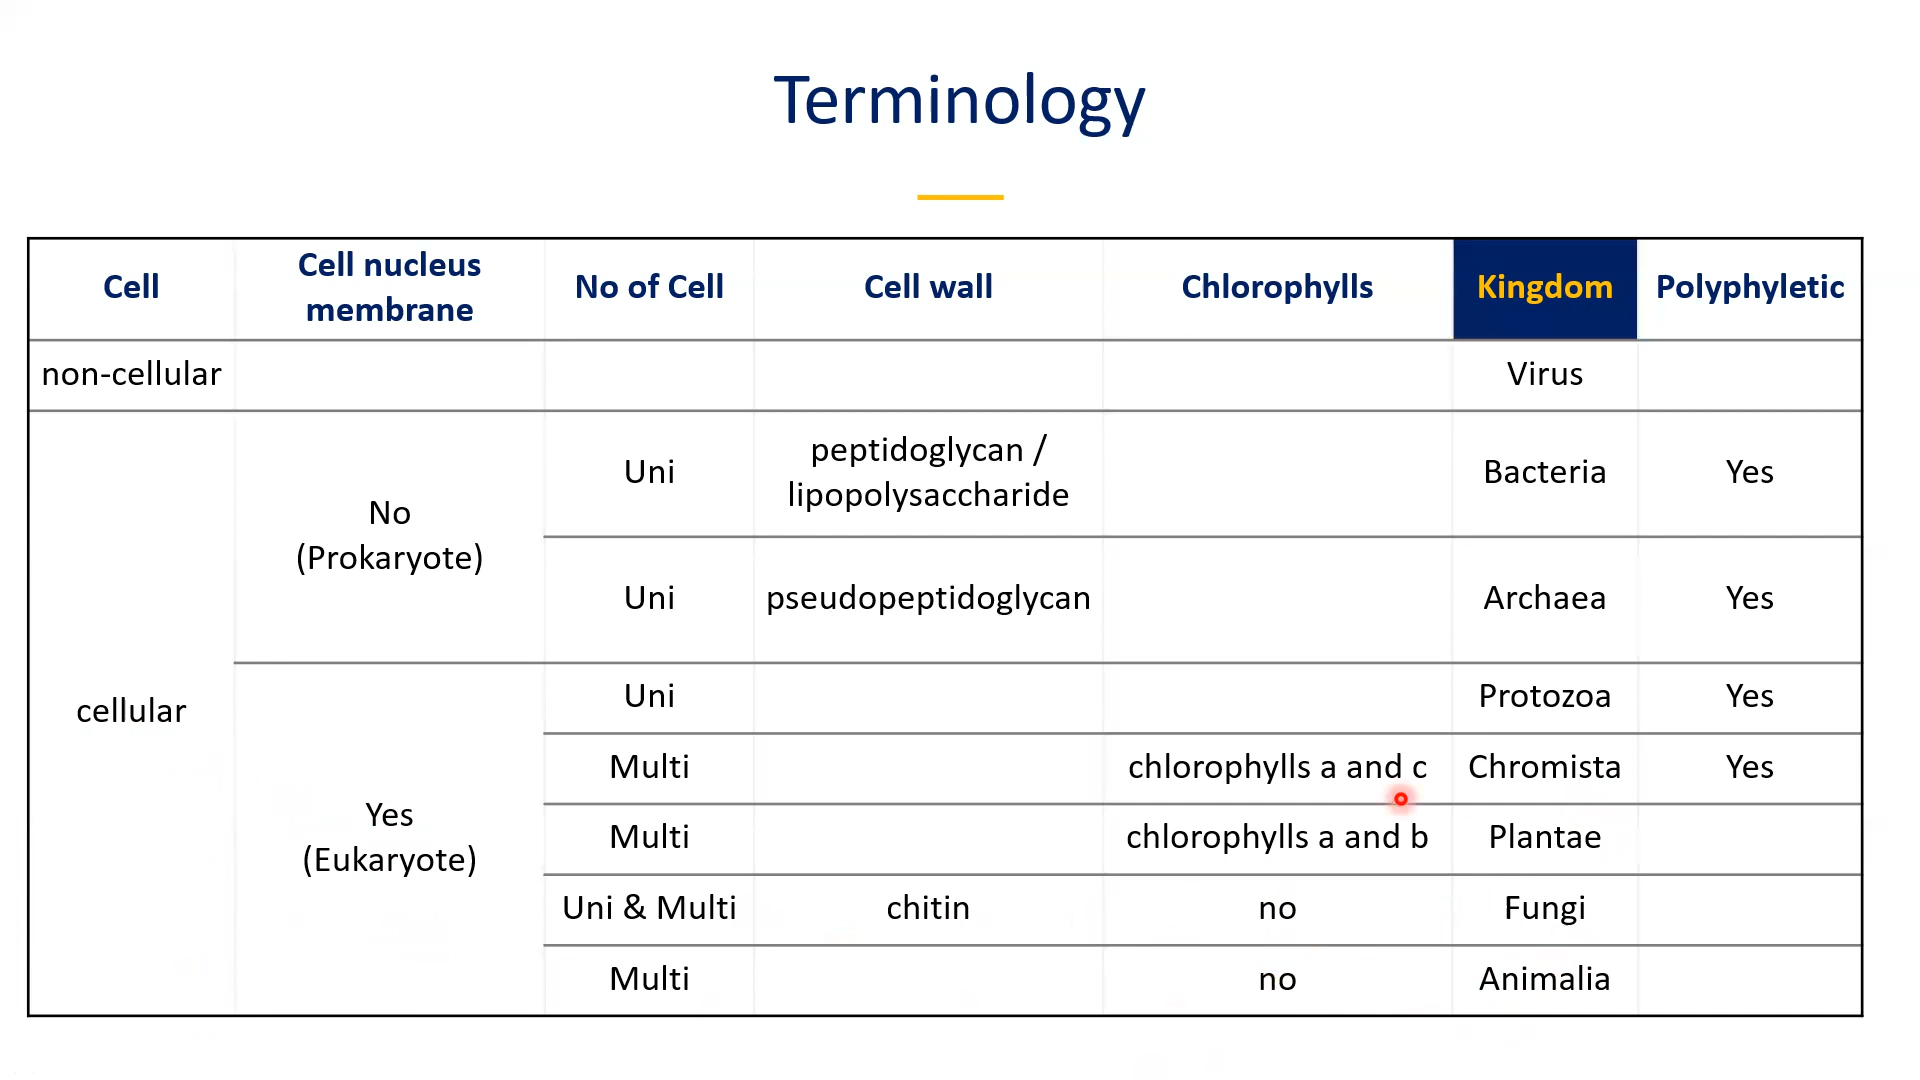 Terminology
Cell
Cell nucleus
membrane
No of Cell
Cell wall
Chlorophylls
Kingdom
Polyphyletic
non-cellular
Virus
cellular
No
(Prokaryote)
Uni
peptidoglycan /
lipopolysaccharide
Bacteria
Yes
Uni
pseudopeptidoglycan
Archaea
Yes
Yes
(Eukaryote)
Uni
Protozoa
Yes
Multi
chlorophylls a and c
Chromista
Yes
Multi
chlorophylls a and b
Plantae
Uni & Multi
chitin
no
Fungi
Multi
no
Animalia